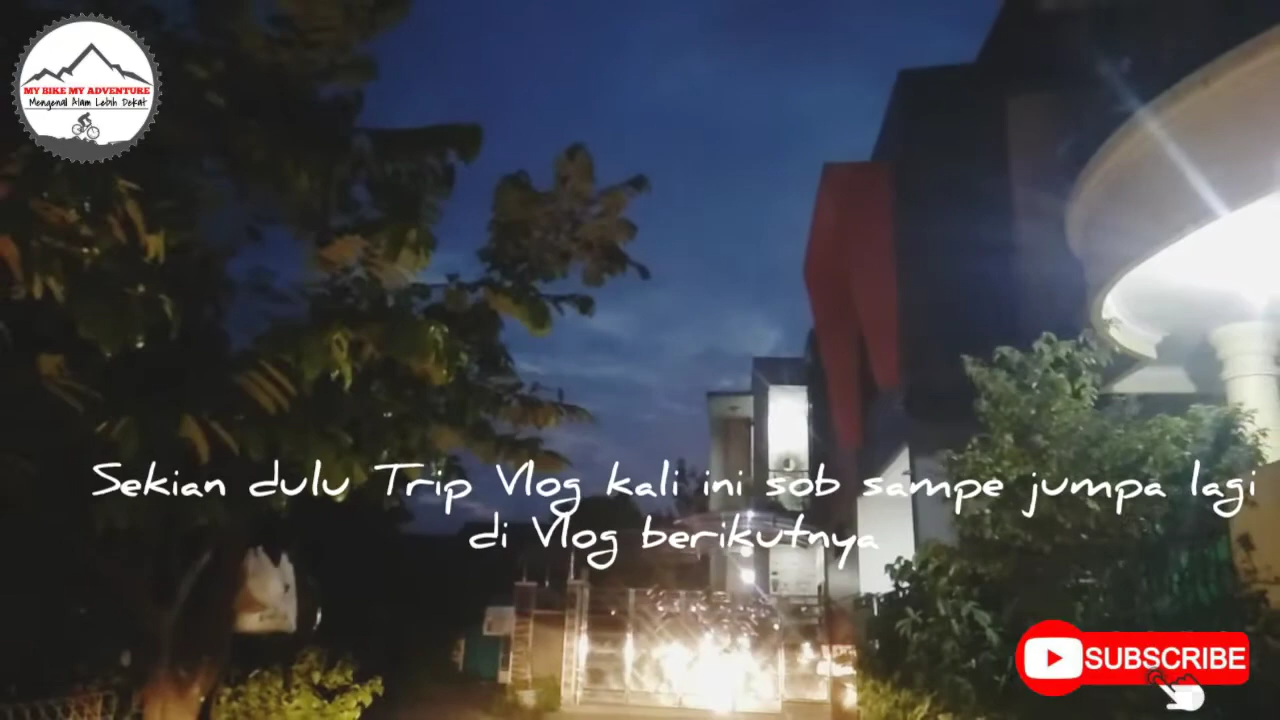 MY BIKE MY ADVENTURE
Mengenal Alam Lebih Dekat
Sekian dulu Trip Vlog kali ini sob sampe jumpa lagi
di Vlog berikutnya
SUBSCRIBE